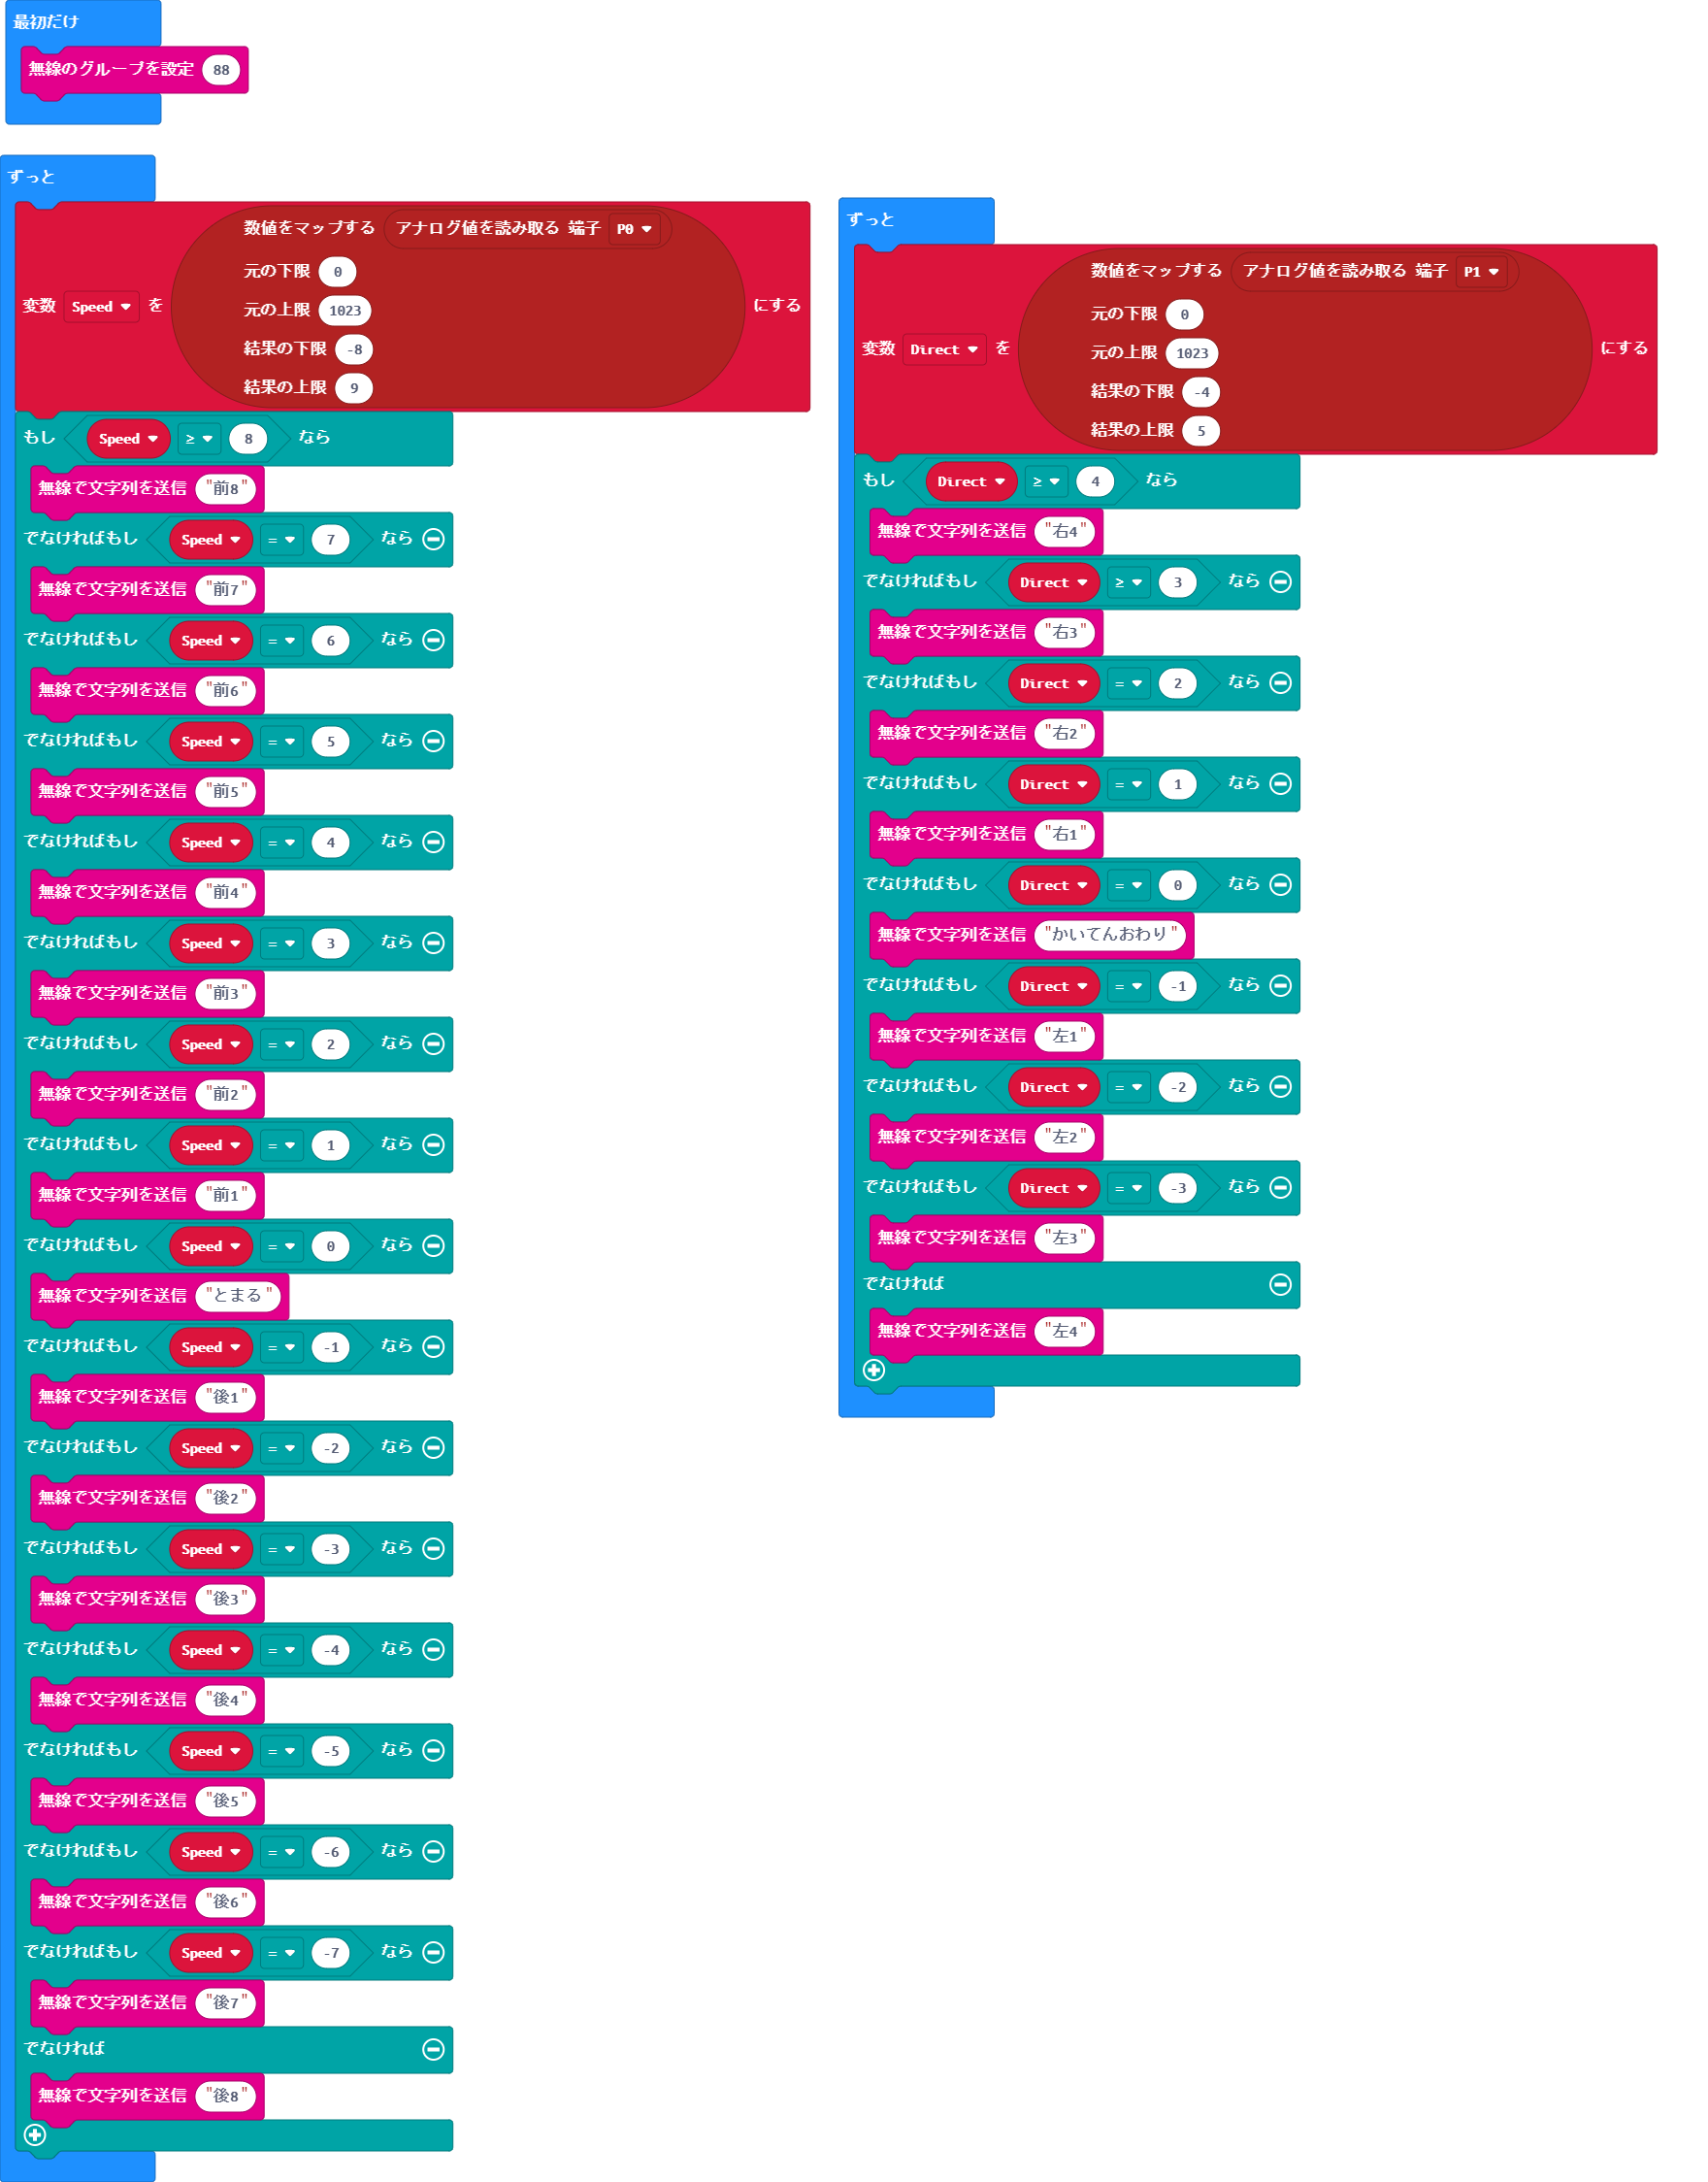 最初だけ
無線のグループを設定 88
ずっと
数値をマップする アナログ値を読み取る 端子 P0
元の下限 0
元の上限 1023
変数 Speed を にする
結果の下限 -8
結果の上限 9
もし Speed ≥ 8 なら
無線で文字列を送信 "前8"
でなければもし Speed = 7 なら
無線で文字列を送信 "前7"
でなければもし Speed = 6 なら
無線で文字列を送信 "前6"
でなければもし Speed = 5 なら
無線で文字列を送信 "前5"
でなければもし Speed = 4 なら
無線で文字列を送信 "前4"
でなければもし Speed = 3 なら
無線で文字列を送信 "前3"
でなければもし Speed = 2 なら
無線で文字列を送信 "前2"
でなければもし Speed = 1 なら
無線で文字列を送信 "前1"
でなければもし Speed = 0 なら
無線で文字列を送信 "とまる"
でなければもし Speed = -1 なら
無線で文字列を送信 "後1"
でなければもし Speed = -2 なら
無線で文字列を送信 "後2"
でなければもし Speed = -3 なら
無線で文字列を送信 "後3"
でなければもし Speed = -4 なら
無線で文字列を送信 "後4"
でなければもし Speed = -5 なら
無線で文字列を送信 "後5"
でなければもし Speed = -6 なら
無線で文字列を送信 "後6"
でなければもし Speed = -7 なら
無線で文字列を送信 "後7"
でなければ
無線で文字列を送信 "後8"
ずっと
数値をマップする アナログ値を読み取る 端子 P1
元の下限 0
元の上限 1023
変数 Direct を にする
結果の下限 -4
結果の上限 5
もし Direct ≥ 4 なら
無線で文字列を送信 "右4"
でなければもし Direct ≥ 3 なら
無線で文字列を送信 "右3"
でなければもし Direct = 2 なら
無線で文字列を送信 "右2"
でなければもし Direct = 1 なら
無線で文字列を送信 "右1"
でなければもし Direct = 0 なら
無線で文字列を送信 "かいてんおわり"
でなければもし Direct = -1 なら
無線で文字列を送信 "左1"
でなければもし Direct = -2 なら
無線で文字列を送信 "左2"
でなければもし Direct = -3 なら
無線で文字列を送信 "左3"
でなければ
無線で文字列を送信 "左4"